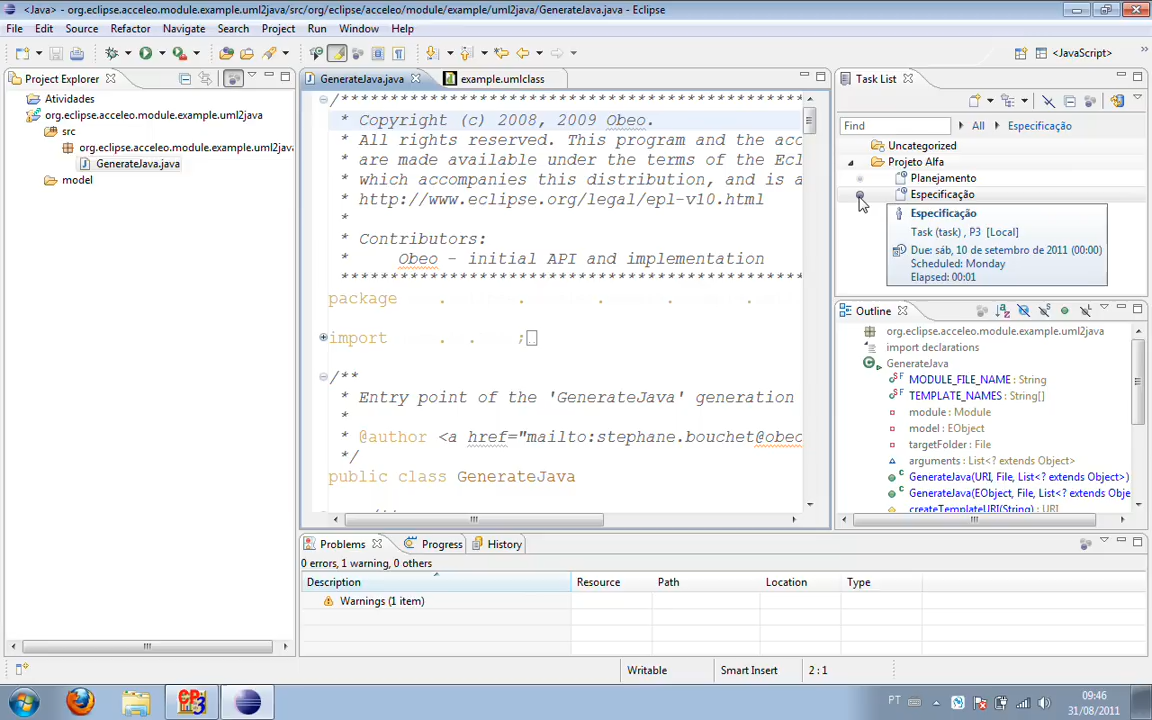 <Java> - org.eclipse.acceleo.module.example.uml2java/src/org/eclipse/acceleo/module/example/uml2java/GenerateJava.java - Eclipse
File Edit Source Refactor Navigate Search Project Run Window Help
<JavaScript>
Project Explorer
Atividades
org.eclipse.acceleo.module.example.uml2java
src
org.eclipse.acceleo.module.example.uml2java
GenerateJava.java
model
GenerateJava.java
example.umlclass
/****************************************************
* Copyright (c) 2008, 2009 Obeo.
* All rights reserved. This program and the acc
* are made available under the terms of the Ecl
* which accompanies this distribution, and is a
* http://www.eclipse.org/legal/epl-v10.html
*
* Contributors:
* Obeo - initial API and implementation
****************************************************
package . . . . .
import . . ;
/**
* Entry point of the 'GenerateJava' generation
*
* @author <a href="mailto:stephane.bouchet@obeo
*/
public class GenerateJava
Task List
Find All Especificação
Uncategorized
Projeto Alfa
Planejamento
Especificação
Especificação
Task (task) , P3 [Local]
Due: sáb, 10 de setembro de 2011 (00:00)
Scheduled: Monday
Elapsed: 00:01
Outline
org.eclipse.acceleo.module.example.uml2java
import declarations
GenerateJava
MODULE_FILE_NAME : String
TEMPLATE_NAMES : String[]
module : Module
model : EObject
targetFolder : File
arguments : List<? extends Object>
GenerateJava(URI, File, List<? extends Object>)
GenerateJava(EObject, File, List<? extends Obje
createTemplateURI(String) : URI
Problems Progress History
0 errors, 1 warning, 0 others
Description Resource Path Location Type
Warnings (1 item)
Writable Smart Insert 2 : 1
PT
09:46
31/08/2011